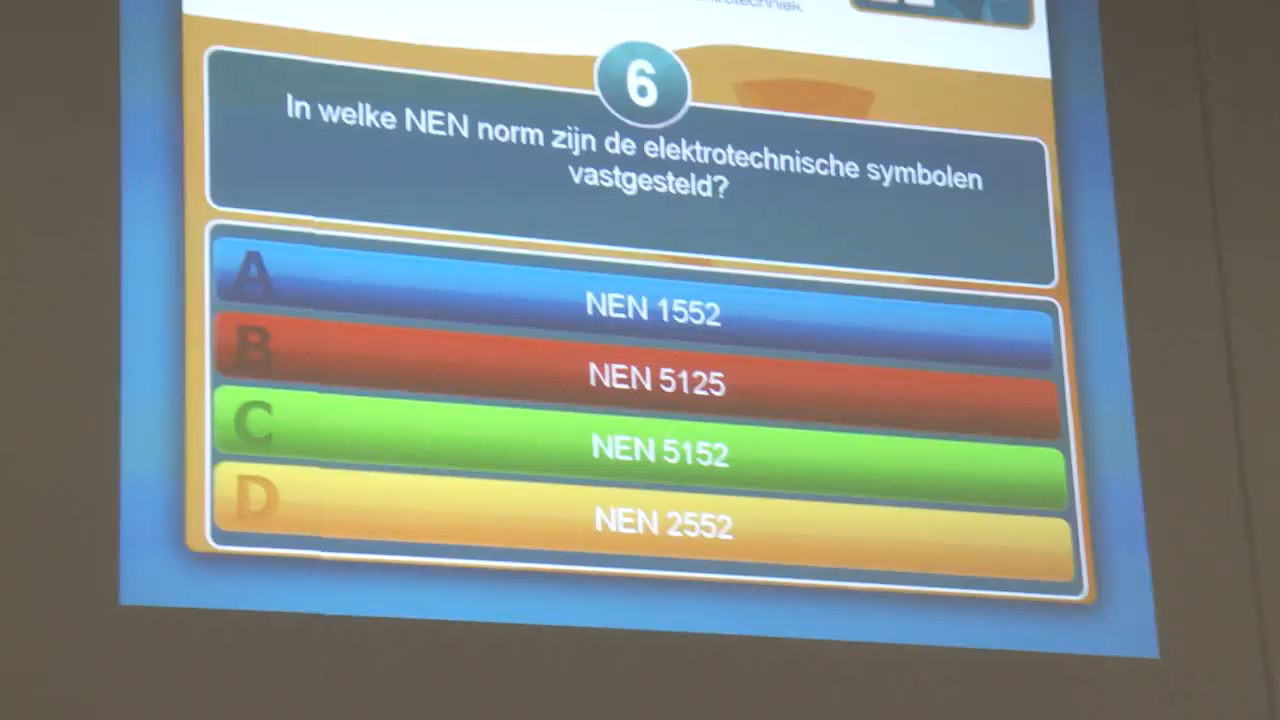 6
In welke NEN norm zijn de elektrotechnische symbolen
vastgesteld?
A NEN 1552
B NEN 5125
C NEN 5152
D NEN 2552